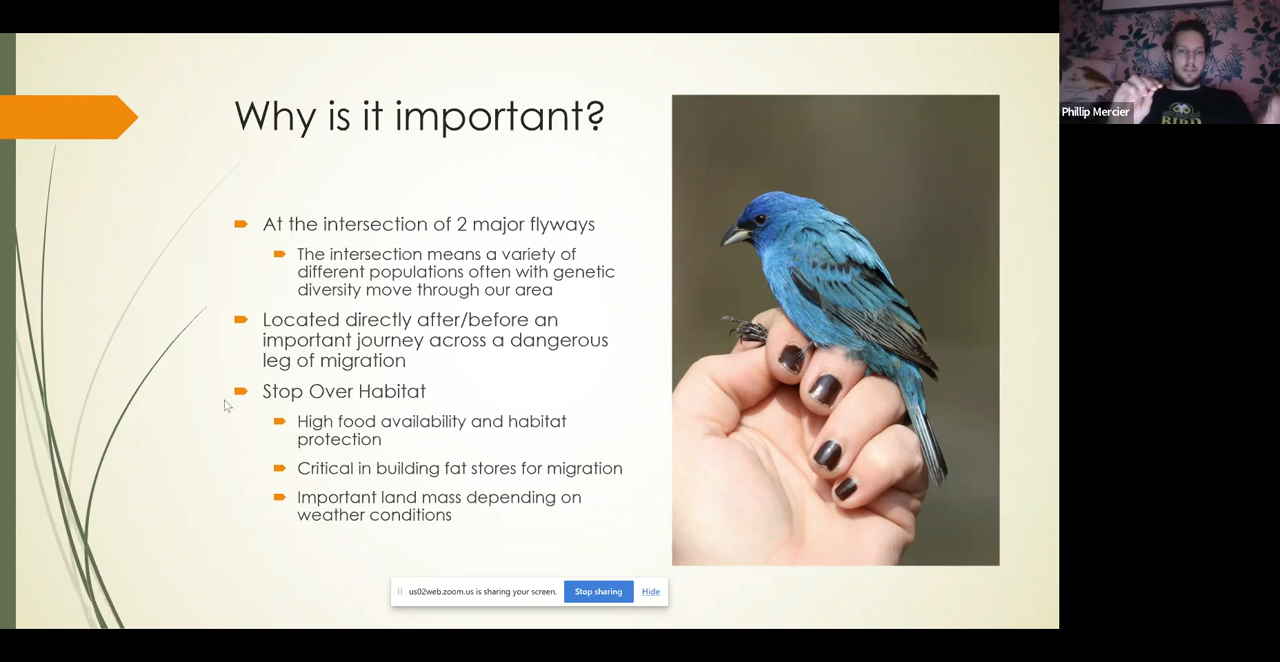 Why is it important?
At the intersection of 2 major flyways
The intersection means a variety of
different populations often with genetic
diversity move through our area
Located directly after/before an
important journey across a dangerous
leg of migration
Stop Over Habitat
High food availability and habitat
protection
Critical in building fat stores for migration
Important land mass depending on
weather conditions
us02web.zoom.us is sharing your screen.
Stop sharing
Hide
Phillip Mercier
BIRD